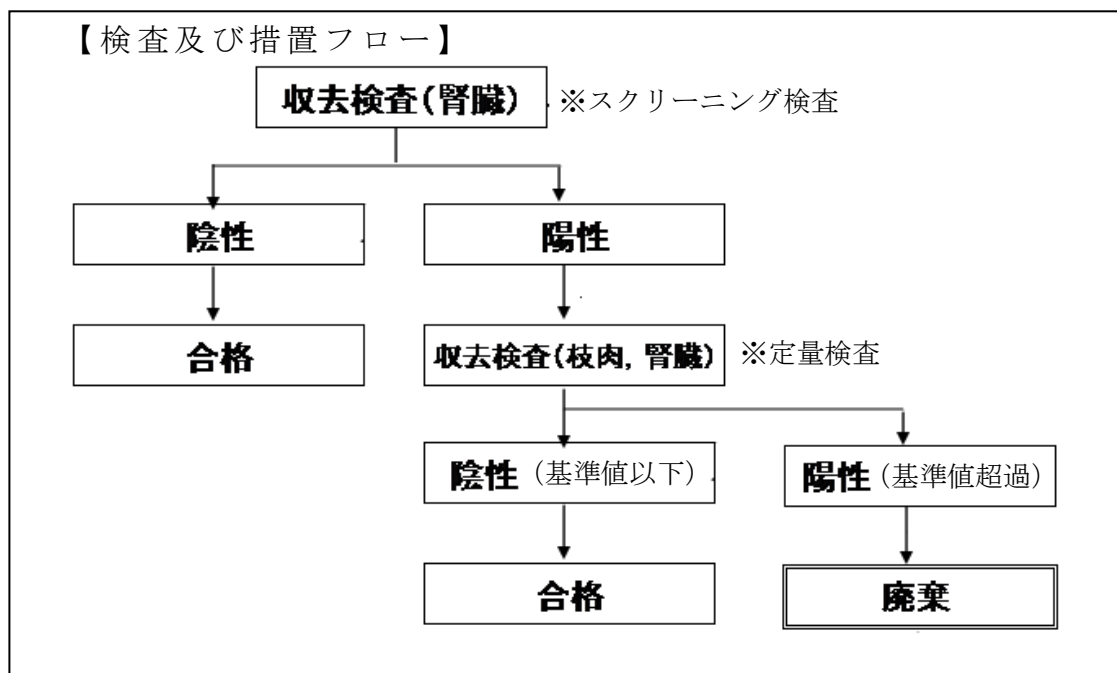 【検査及び措置フロー】
収去検査(腎臓) ※スクリーニング検査
陰性 陽性
合格 収去検査(枝肉, 腎臓) ※定量検査
陰性(基準値以下) 陽性(基準値超過)
合格 廃棄